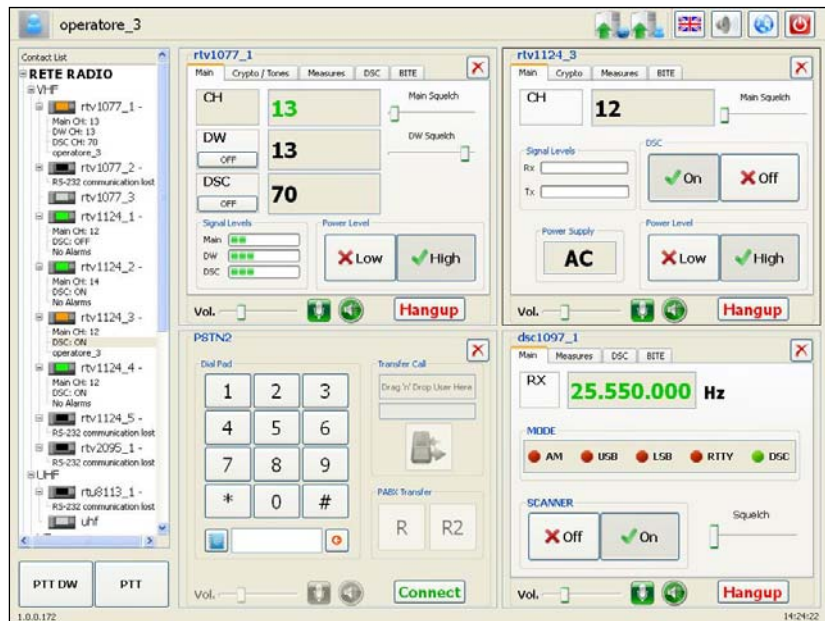 operatore_3
Contact List
RETE RADIO
VHF
rtv1077_1 -
Main CH: 13
DW CH: 13
DSC CH: 70
operatore_3
rtv1077_2 -
RS-232 communication lost
rtv1077_3
rtv1124_1 -
Main CH: 12
DSC: OFF
No Alarms
rtv1124_2 -
Main CH: 14
DSC: ON
No Alarms
rtv1124_3 -
Main CH: 12
DSC: ON
operatore_3
rtv1124_4 -
Main CH: 12
DSC: ON
No Alarms
rtv1124_5 -
RS-232 communication lost
rtv2095_1 -
RS-232 communication lost
UHF
rtu8113_1 -
RS-232 communication lost
uhf
PTT DW PTT
1.0.0.172
rtv1077_1
Main Crypto / Tones Measures DSC BITE
CH 13 Main Squelch
DW OFF 13 DW Squelch
DSC OFF 70
Signal Levels
Main
DW
DSC
Power Level
Low High
Vol. Hangup
rtv1124_3
Main Crypto Measures BITE
CH 12 Main Squelch
Signal Levels
Rx
Tx
DSC
On Off
Power Supply
AC
Power Level
Low High
Vol. Hangup
PSTN2
Dial Pad
1 2 3
4 5 6
7 8 9
* 0 #
Transfer Call
Drag 'n' Drop User Here
PABX Transfer
R R2
Vol. Connect
dsc1097_1
Main Measures DSC BITE
RX 25.550.000 Hz
MODE
AM USB LSB RTTY DSC
SCANNER
Off On
Squelch
Vol. Hangup
14:24:22